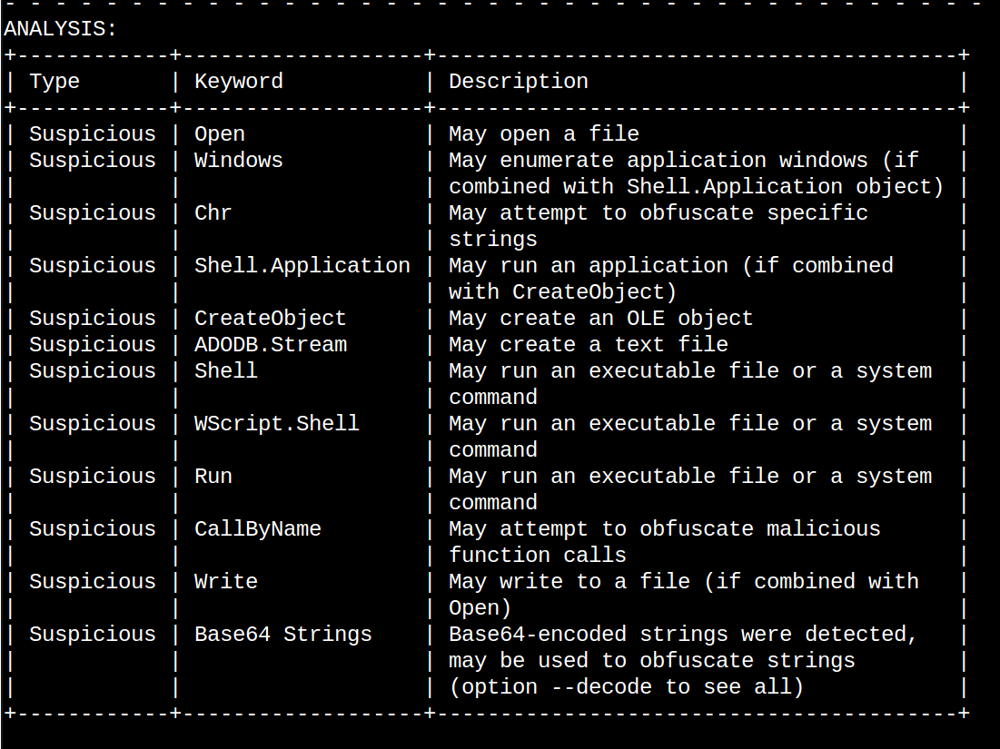 - - - - - - - - - - - - - - - - - - - - - - - - - - - - - - - - - - - - - - -
ANALYSIS:
+------------+-------------------+-----------------------------------------+
| Type       | Keyword           | Description                             |
+------------+-------------------+-----------------------------------------+
| Suspicious | Open              | May open a file                         |
| Suspicious | Windows           | May enumerate application windows (if   |
|            |                   | combined with Shell.Application object) |
| Suspicious | Chr               | May attempt to obfuscate specific       |
|            |                   | strings                                 |
| Suspicious | Shell.Application | May run an application (if combined     |
|            |                   | with CreateObject)                      |
| Suspicious | CreateObject      | May create an OLE object                |
| Suspicious | ADODB.Stream      | May create a text file                  |
| Suspicious | Shell             | May run an executable file or a system  |
|            |                   | command                                 |
| Suspicious | WScript.Shell     | May run an executable file or a system  |
|            |                   | command                                 |
| Suspicious | Run               | May run an executable file or a system  |
|            |                   | command                                 |
| Suspicious | CallByName        | May attempt to obfuscate malicious      |
|            |                   | function calls                          |
| Suspicious | Write             | May write to a file (if combined with   |
|            |                   | Open)                                   |
| Suspicious | Base64 Strings    | Base64-encoded strings were detected,   |
|            |                   | may be used to obfuscate strings        |
|            |                   | (option --decode to see all)            |
+------------+-------------------+-----------------------------------------+